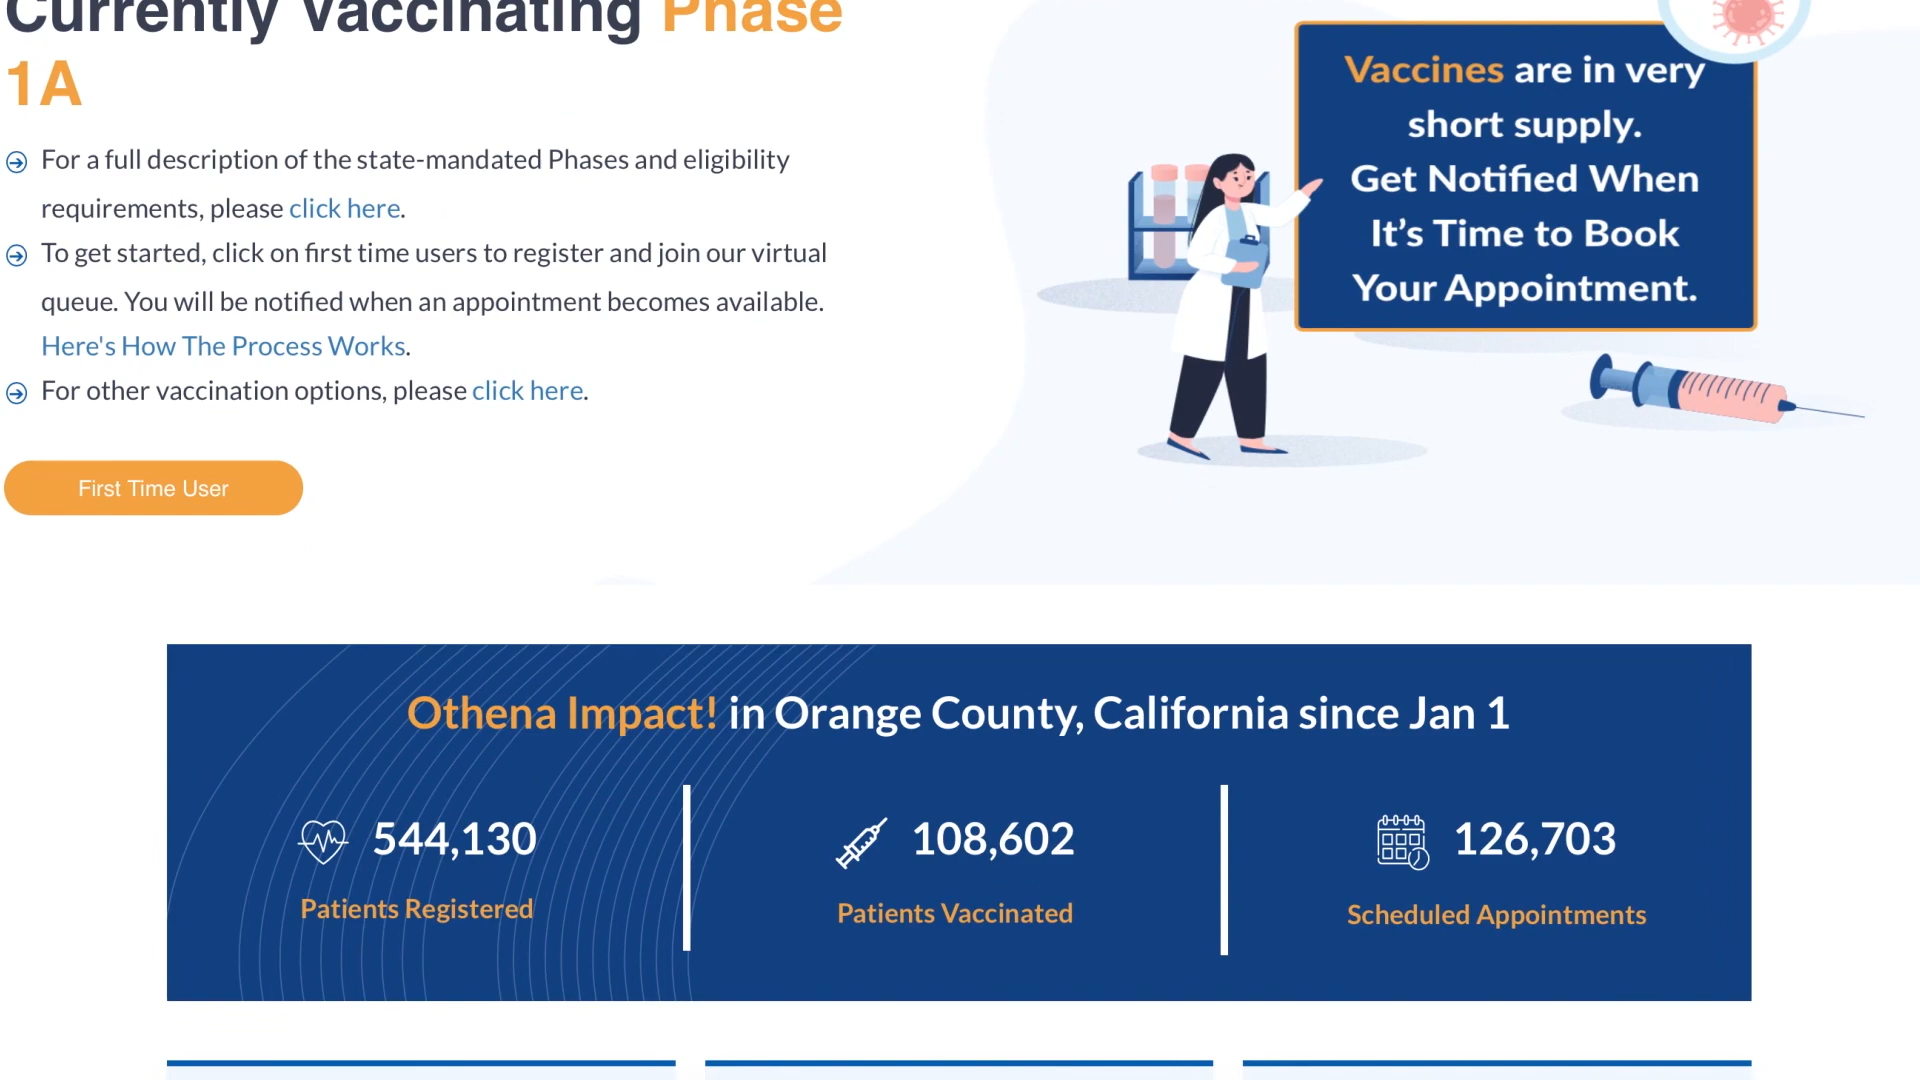 Currently Vaccinating Phase
1A
For a full description of the state-mandated Phases and eligibility
requirements, please click here.
To get started, click on first time users to register and join our virtual
queue. You will be notified when an appointment becomes available.
Here's How The Process Works.
For other vaccination options, please click here.
First Time User
Vaccines are in very
short supply.
Get Notified When
It’s Time to Book
Your Appointment.
Othena Impact! in Orange County, California since Jan 1
544,130
Patients Registered
108,602
Patients Vaccinated
126,703
Scheduled Appointments